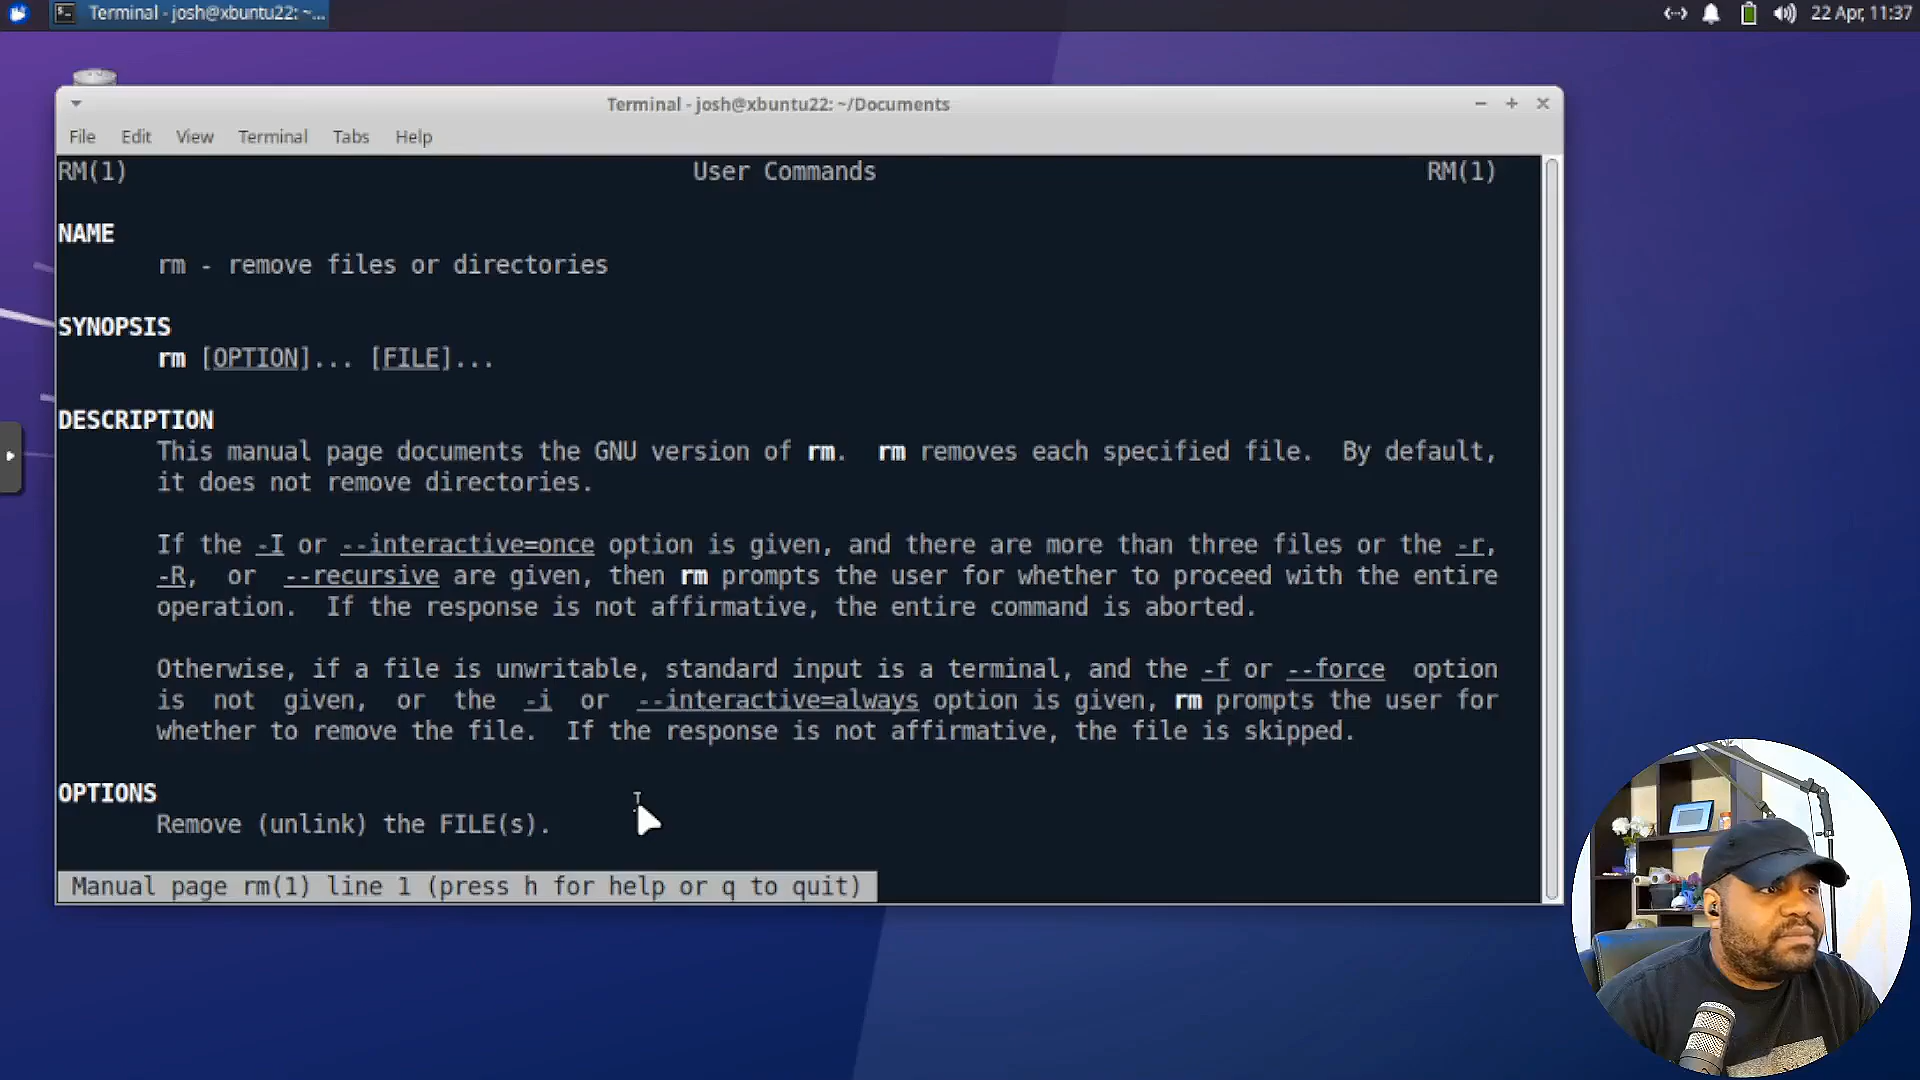 Terminal - josh@xbuntu22: ~...
22 Apr, 11:37
Terminal - josh@xbuntu22: ~/Documents
File Edit View Terminal Tabs Help
RM(1) User Commands RM(1)
NAME
rm - remove files or directories
SYNOPSIS
rm [OPTION]... [FILE]...
DESCRIPTION
This manual page documents the GNU version of rm. rm removes each specified file. By default,
it does not remove directories.
If the -I or --interactive=once option is given, and there are more than three files or the -r,
-R, or --recursive are given, then rm prompts the user for whether to proceed with the entire
operation. If the response is not affirmative, the entire command is aborted.
Otherwise, if a file is unwritable, standard input is a terminal, and the -f or --force option
is not given, or the -i or --interactive=always option is given, rm prompts the user for
whether to remove the file. If the response is not affirmative, the file is skipped.
OPTIONS
Remove (unlink) the FILE(s).
Manual page rm(1) line 1 (press h for help or q to quit)